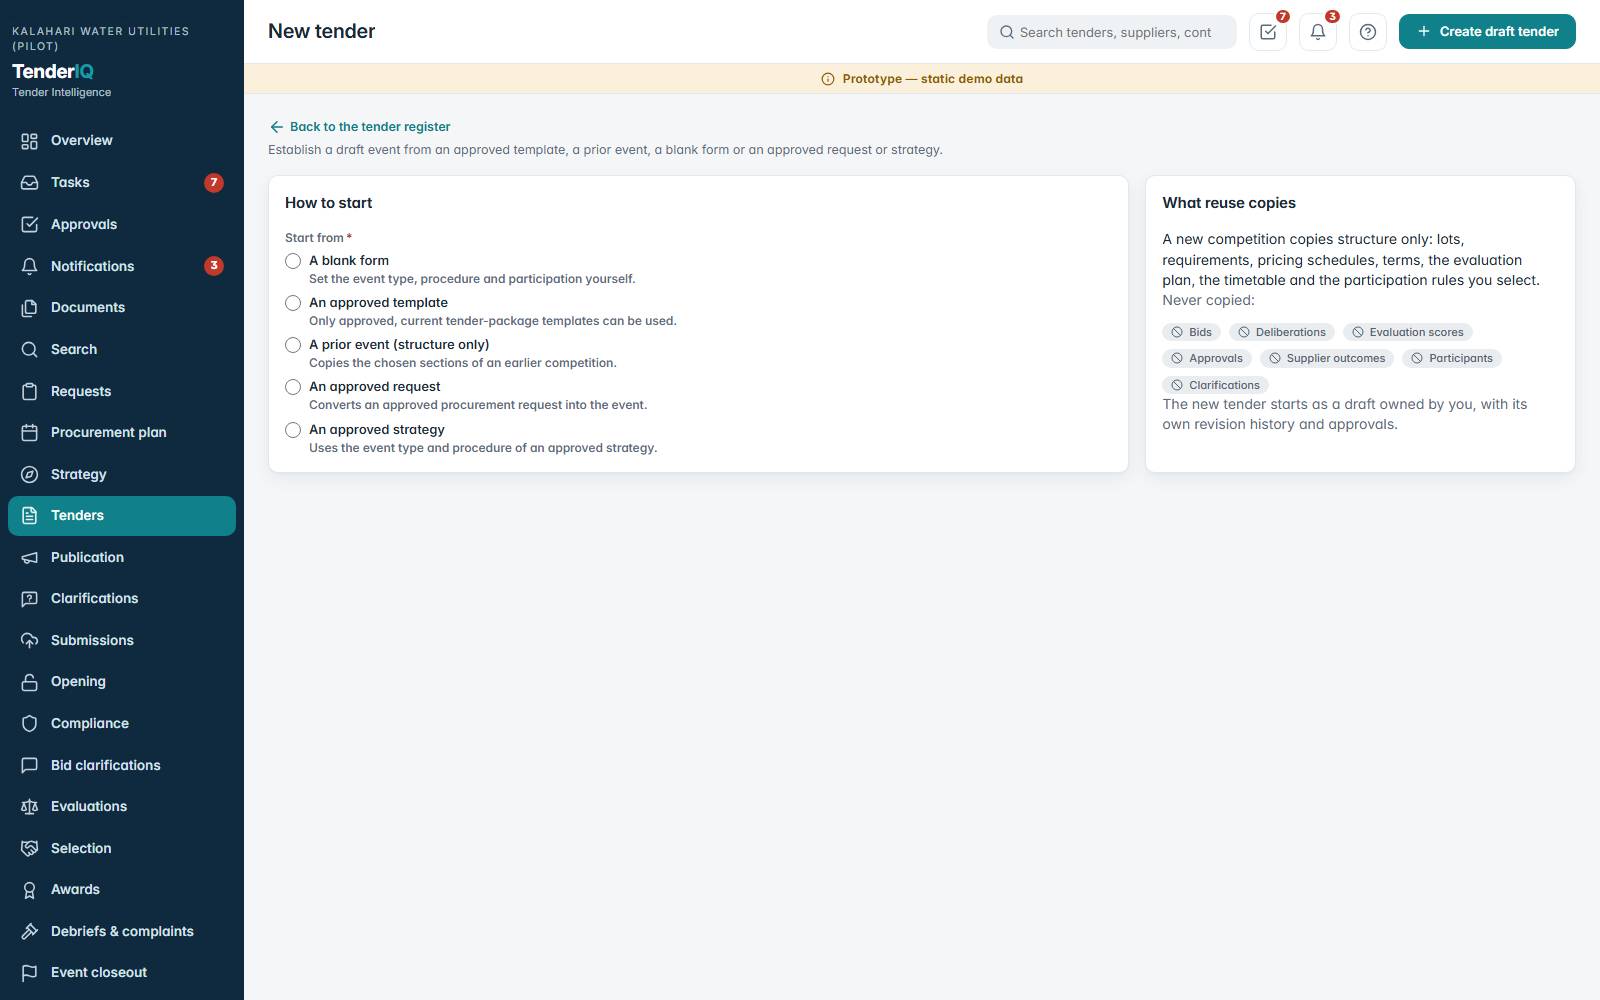 KALAHARI WATER UTILITIES
(PILOT)
TenderIQ
Tender Intelligence
Overview
Tasks 7
Approvals
Notifications 3
Documents
Search
Requests
Procurement plan
Strategy
Tenders
Publication
Clarifications
Submissions
Opening
Compliance
Bid clarifications
Evaluations
Selection
Awards
Debriefs & complaints
Event closeout
New tender
Search tenders, suppliers, cont
7
3
Create draft tender
Prototype — static demo data
Back to the tender register
Establish a draft event from an approved template, a prior event, a blank form or an approved request or strategy.
How to start
Start from *
A blank form
Set the event type, procedure and participation yourself.
An approved template
Only approved, current tender-package templates can be used.
A prior event (structure only)
Copies the chosen sections of an earlier competition.
An approved request
Converts an approved procurement request into the event.
An approved strategy
Uses the event type and procedure of an approved strategy.
What reuse copies
A new competition copies structure only: lots,
requirements, pricing schedules, terms, the evaluation
plan, the timetable and the participation rules you select.
Never copied:
Bids Deliberations Evaluation scores
Approvals Supplier outcomes Participants
Clarifications
The new tender starts as a draft owned by you, with its
own revision history and approvals.